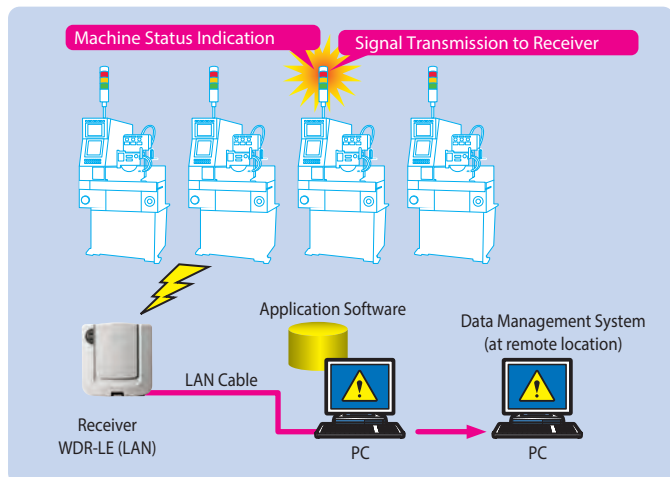 Machine Status Indication
Signal Transmission to Receiver
Application Software
Data Management System
(at remote location)
LAN Cable
Receiver
WDR-LE (LAN)
PC
PC